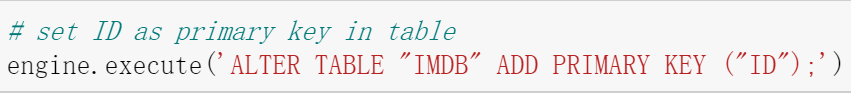 # set ID as primary key in table
engine.execute('ALTER TABLE "IMDB" ADD PRIMARY KEY ("ID");')